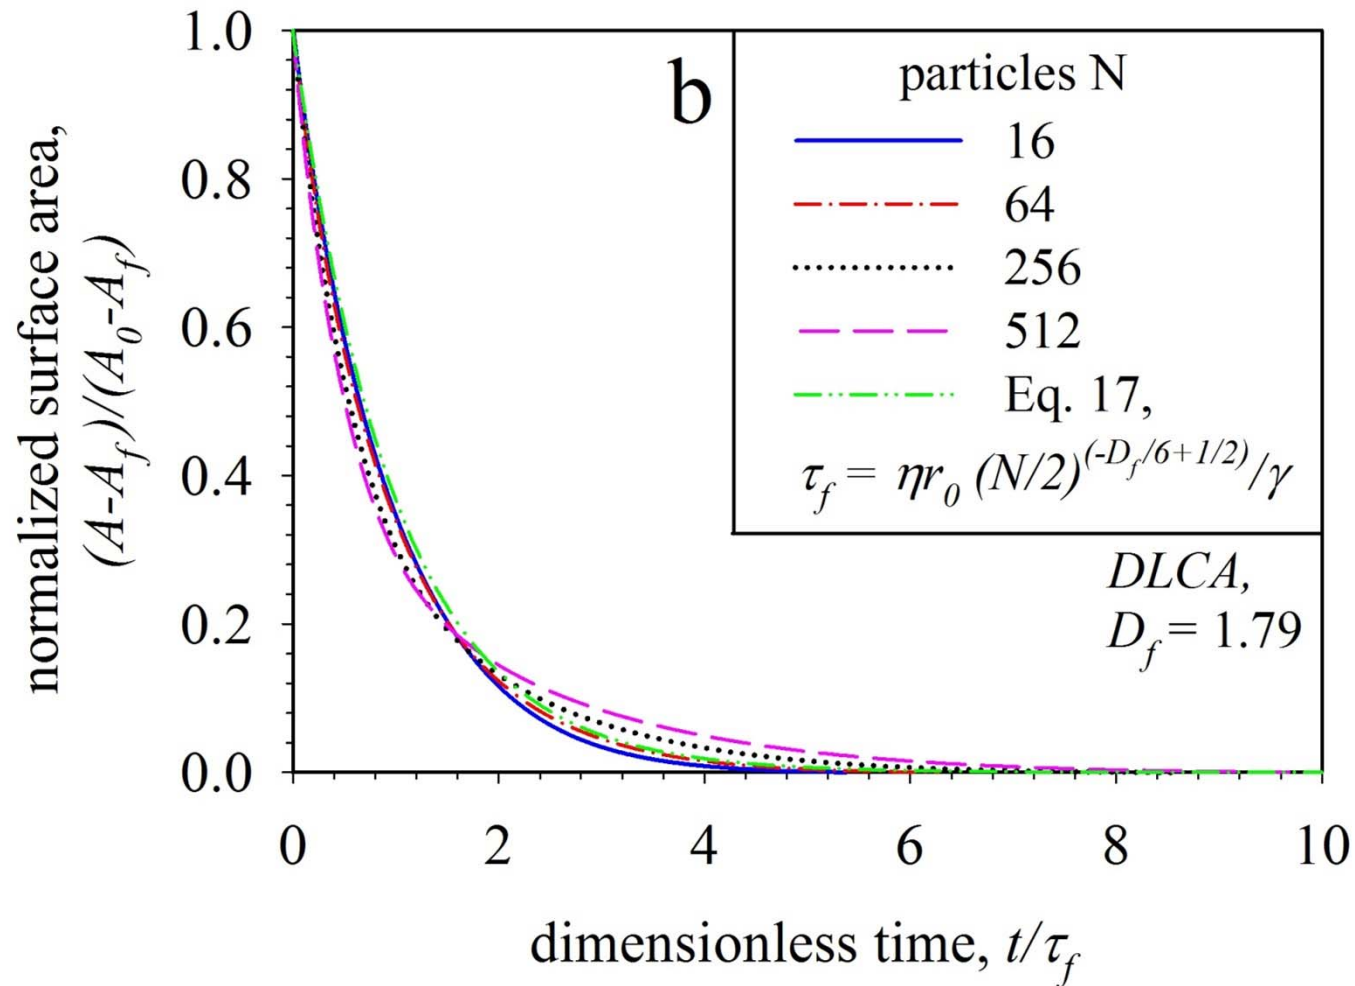 1.0
0.8
0.6
0.4
0.2
0.0
normalized surface area,
(A-A_f)/(A_0-A_f)
b
particles N
16
64
256
512
Eq. 17,
τ_f = ηr_0 (N/2)^(-D_f/6+1/2)/γ
DLCA,
D_f = 1.79
0 2 4 6 8 10
dimensionless time, t/τ_f